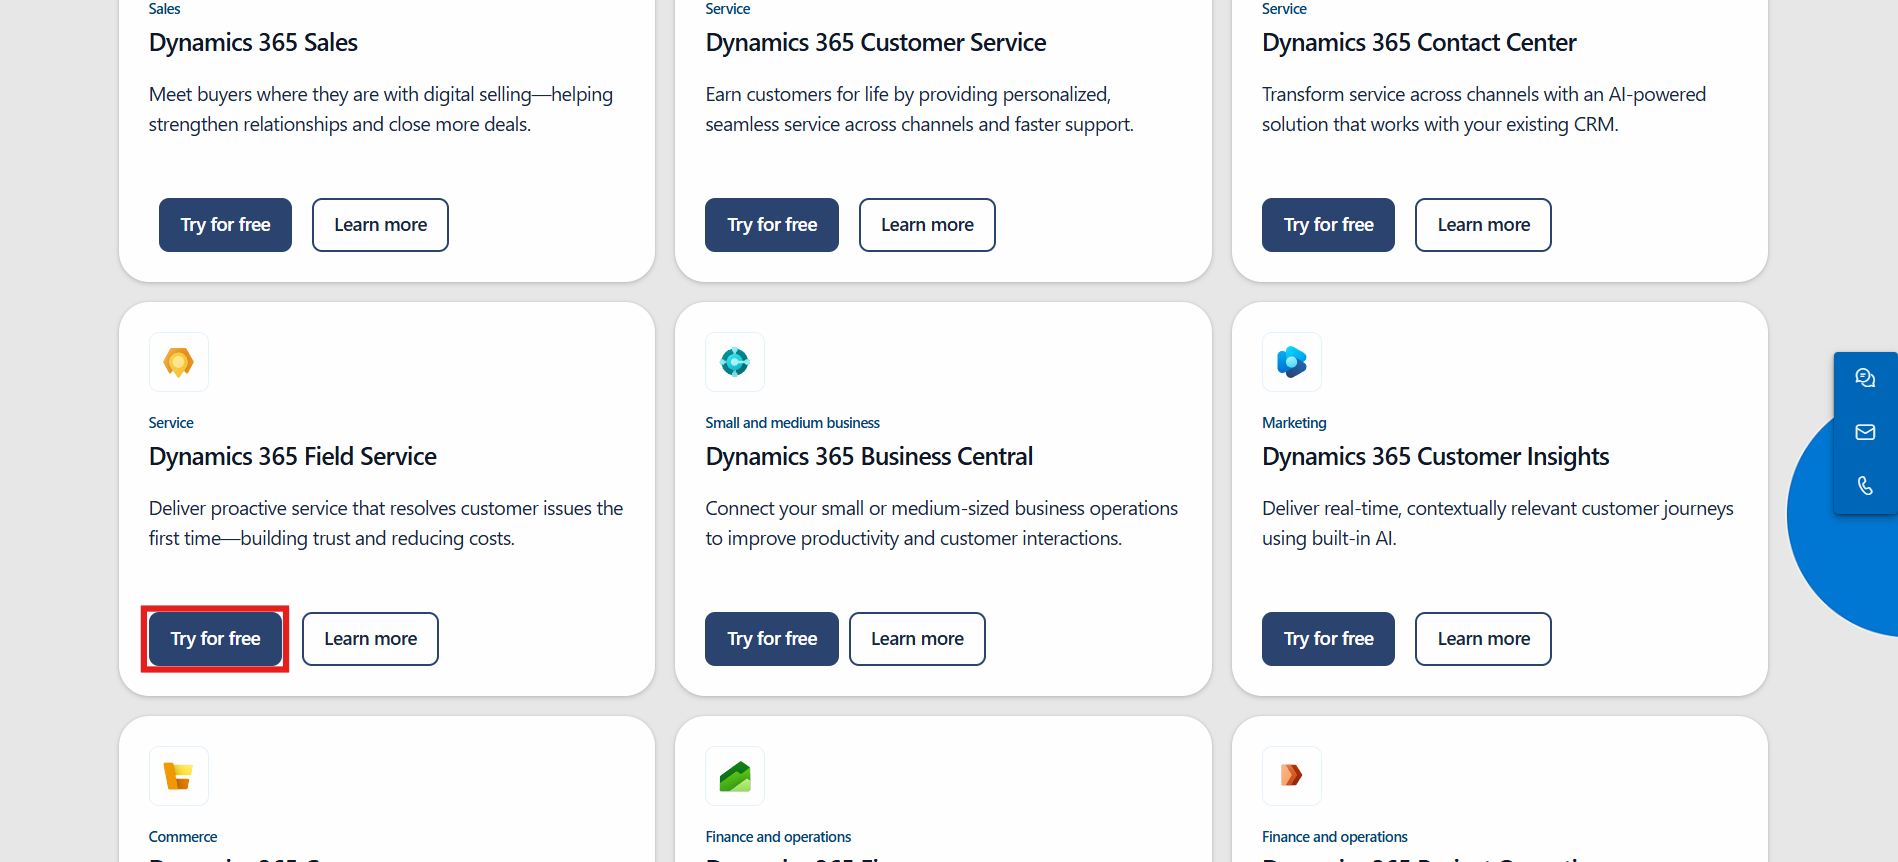 Sales
Dynamics 365 Sales
Meet buyers where they are with digital selling—helping
strengthen relationships and close more deals.
Try for free
Learn more
Service
Dynamics 365 Customer Service
Earn customers for life by providing personalized,
seamless service across channels and faster support.
Try for free
Learn more
Service
Dynamics 365 Contact Center
Transform service across channels with an AI-powered
solution that works with your existing CRM.
Try for free
Learn more
Service
Dynamics 365 Field Service
Deliver proactive service that resolves customer issues the
first time—building trust and reducing costs.
Try for free
Learn more
Small and medium business
Dynamics 365 Business Central
Connect your small or medium-sized business operations
to improve productivity and customer interactions.
Try for free
Learn more
Marketing
Dynamics 365 Customer Insights
Deliver real-time, contextually relevant customer journeys
using built-in AI.
Try for free
Learn more
Commerce
Finance and operations
Finance and operations